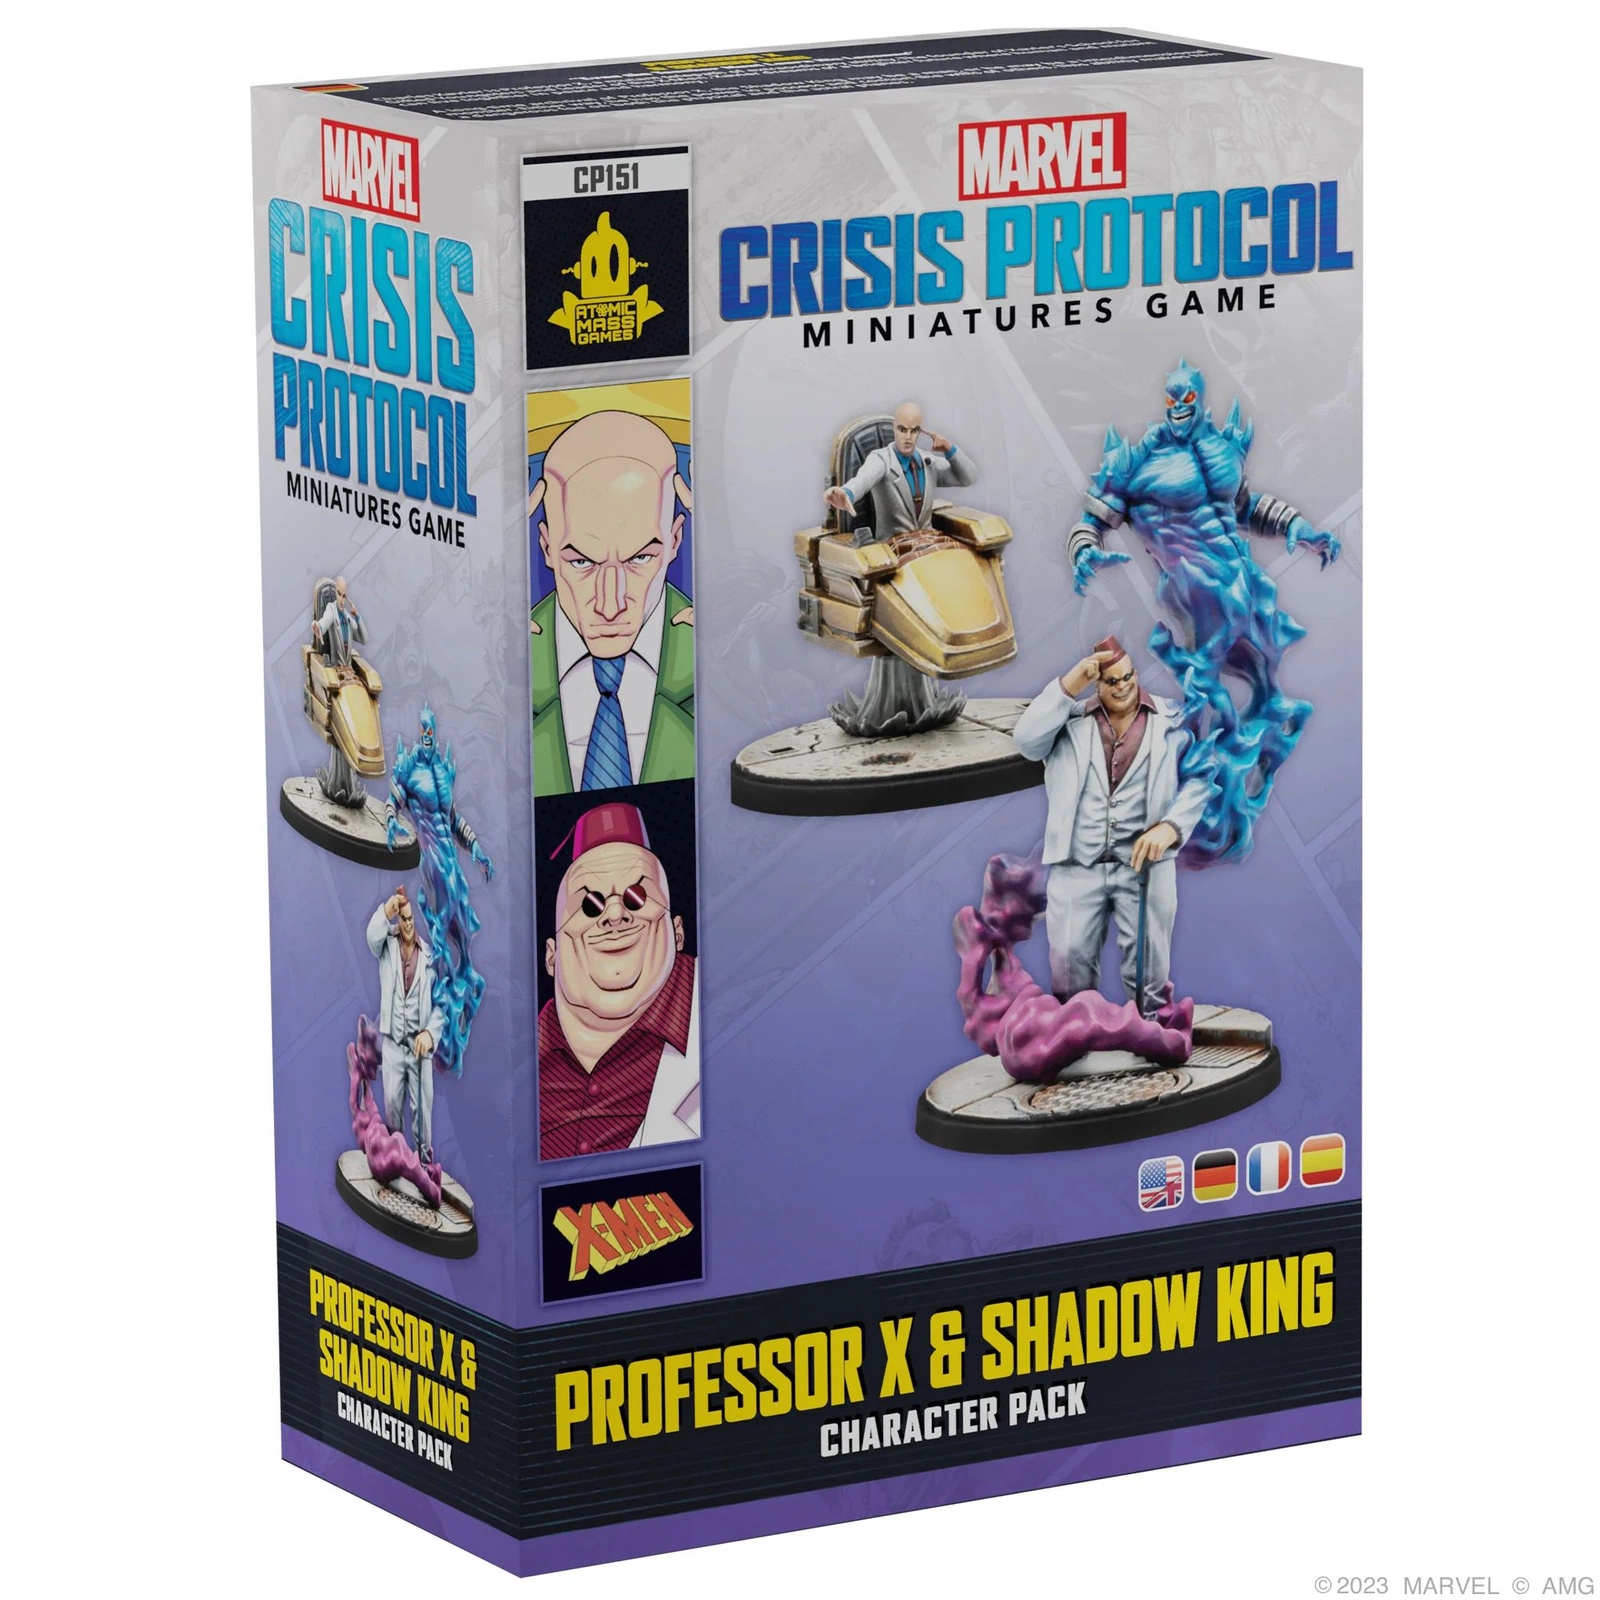 MARVEL
CRISIS
PROTOCOL
MINIATURES GAME
PROFESSOR X &
SHADOW KING
CHARACTER PACK
CP151
ATOMIC
MASS
GAMES
X-MEN
MARVEL
CRISIS PROTOCOL
MINIATURES GAME
PROFESSOR X & SHADOW KING
CHARACTER PACK
©2023 MARVEL © AMG